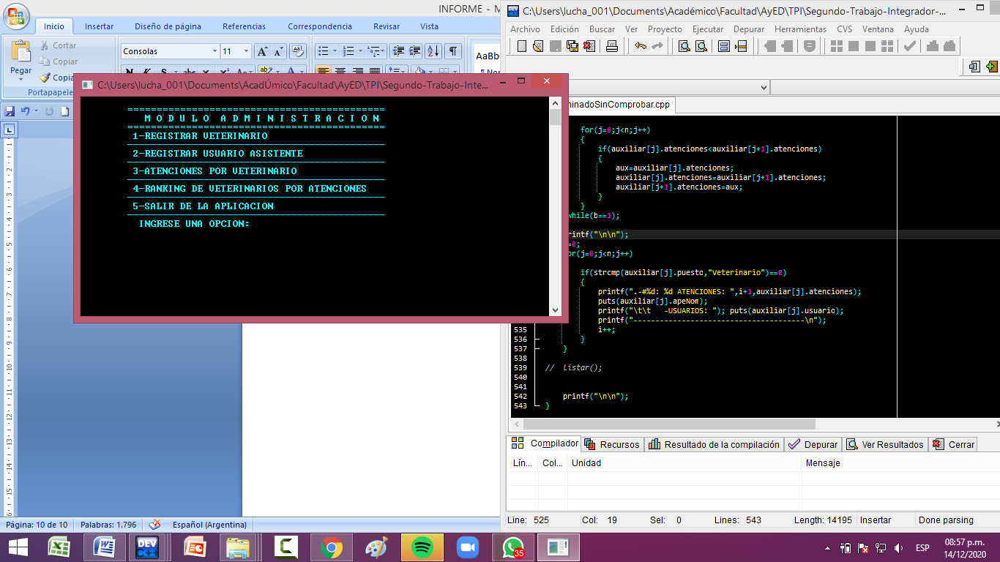 INFORME - M
Inicio Insertar Diseño de página Referencias Correspondencia Revisar Vista
Pegar
Cortar
Copiar
Copia
Portapapele
Consolas 11
AaBb
C:\Users\lucha_001\Documents\AcadÚmico\Facultad\AyED\TPI\Segundo-Trabajo-Inte...
M O D U L O  A D M I N I S T R A C I O N
1-REGISTRAR VETERINARIO
2-REGISTRAR USUARIO ASISTENTE
3-ATENCIONES POR VETERINARIO
4-RANKING DE VETERINARIOS POR ATENCIONES
5-SALIR DE LA APLICACION
INGRESE UNA OPCION:
Página: 10 de 10 Palabras: 1.796 Español (Argentina)
C:\Users\lucha_001\Documents\Académico\Facultad\AyED\TPI\Segundo-Trabajo-Integrador-...
Archivo Edición Buscar Ver Proyecto Ejecutar Depurar Herramientas CVS Ventana Ayuda
minadoSinComprobar.cpp
for(j=0;j<n;j++)
{
if(auxiliar[j].atenciones<auxiliar[j+1].atenciones)
{
aux=auxiliar[j].atenciones;
auxiliar[j].atenciones=auxiliar[j+1].atenciones;
auxiliar[j+1].atenciones=aux;
}
}
while(b==1);
rintf("\n\n");
=0;
or(j=0;j<n;j++)
if(strcmp(auxiliar[j].puesto,"Veterinario")==0)
{
printf(".-#%d: %d ATENCIONES: ",i+1,auxiliar[j].atenciones);
puts(auxiliar[j].apeNom);
printf("\t\t   -USUARIOS: "); puts(auxiliar[j].usuario);
printf("---------------------------------------\n");
535 i++;
536 }
537 }
538
539 //  listar();
540
541
542 printf("\n\n");
543 }
Compilador Recursos Resultado de la compilación Depurar Ver Resultados Cerrar
Lín... Col... Unidad Mensaje
Line: 525 Col: 19 Sel: 0 Lines: 543 Length: 14195 Insertar Done parsing
DEV C++
35
ESP
08:57 p.m.
14/12/2020